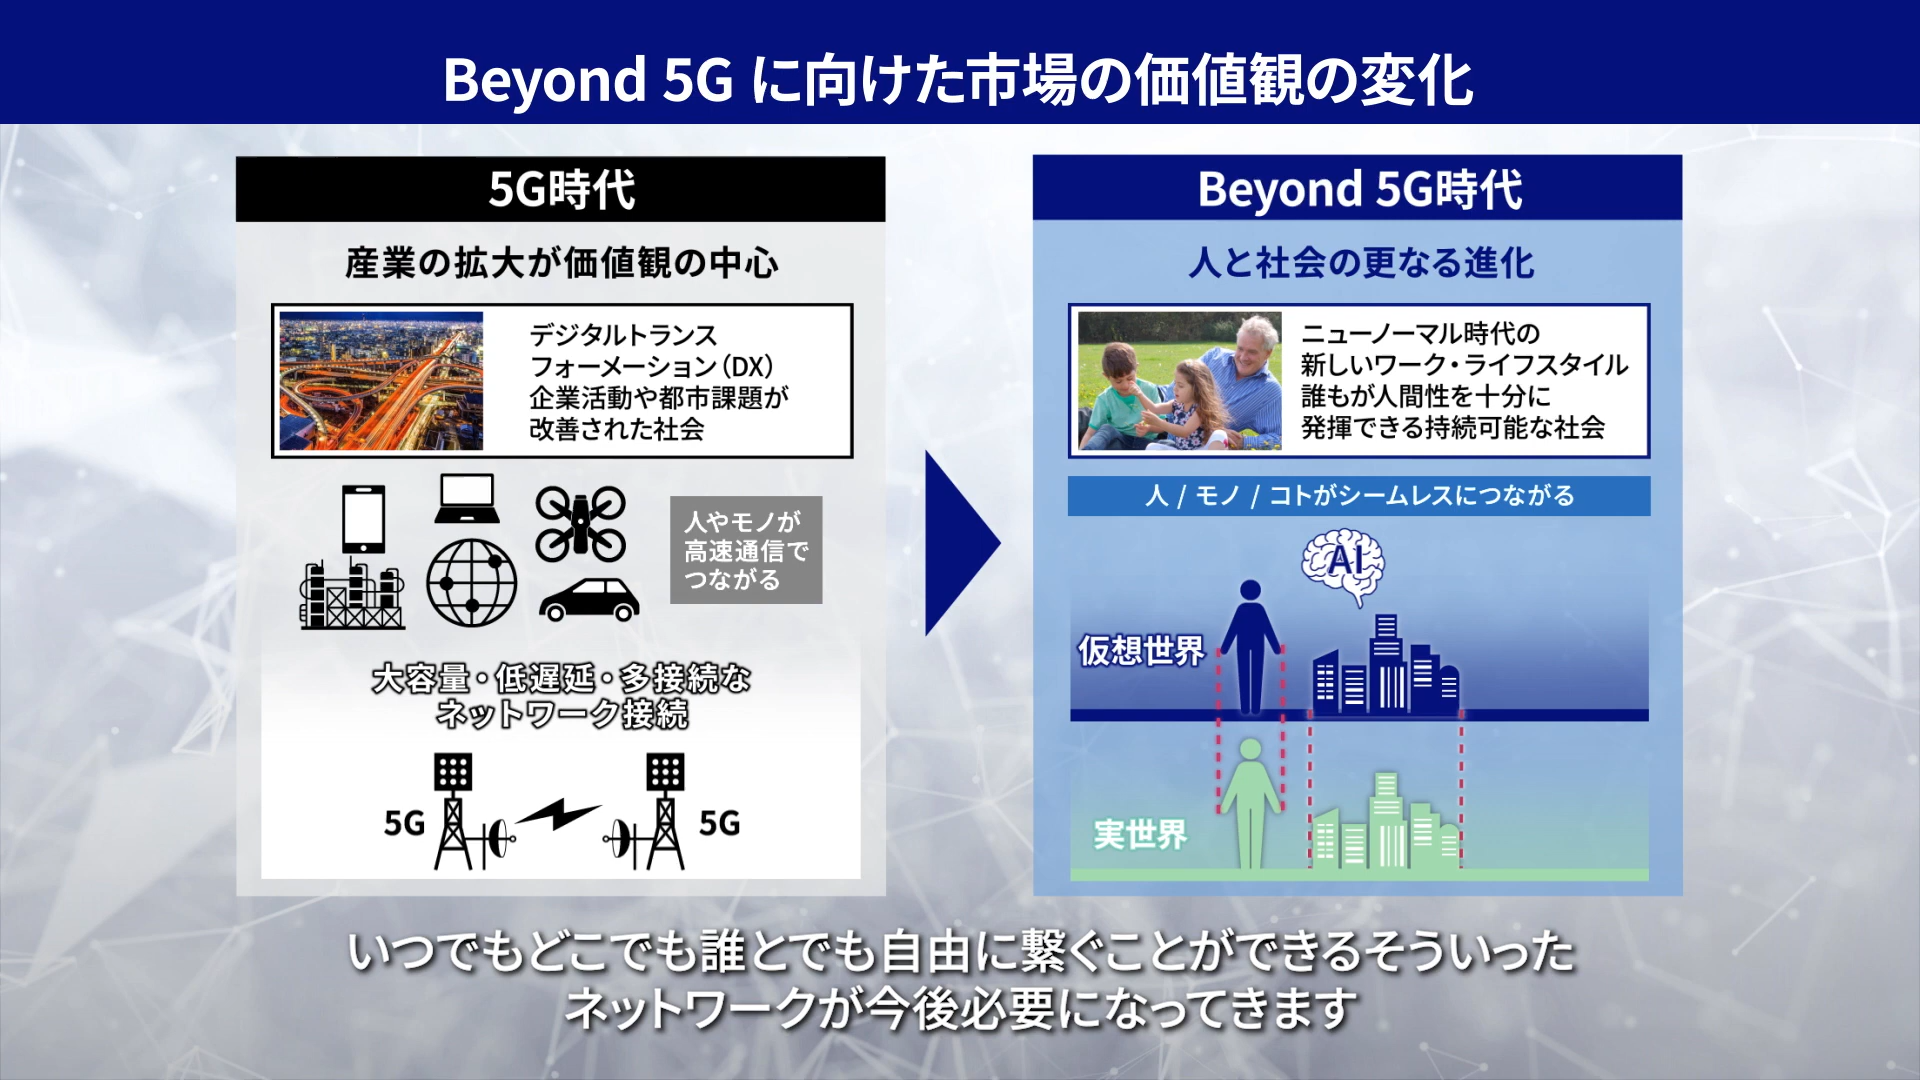 Beyond 5G に向けた市場の価値観の変化
5G時代
産業の拡大が価値観の中心
デジタルトランス
フォーメーション（DX）
企業活動や都市課題が
改善された社会
人やモノが
高速通信で
つながる
大容量・低遅延・多接続な
ネットワーク接続
5G
5G
Beyond 5G時代
人と社会の更なる進化
ニューノーマル時代の
新しいワーク・ライフスタイル
誰もが人間性を十分に
発揮できる持続可能な社会
人 / モノ / コトがシームレスにつながる
AI
仮想世界
実世界
いつでもどこでも誰とでも自由に繋ぐことができるそういった
ネットワークが今後必要になってきます